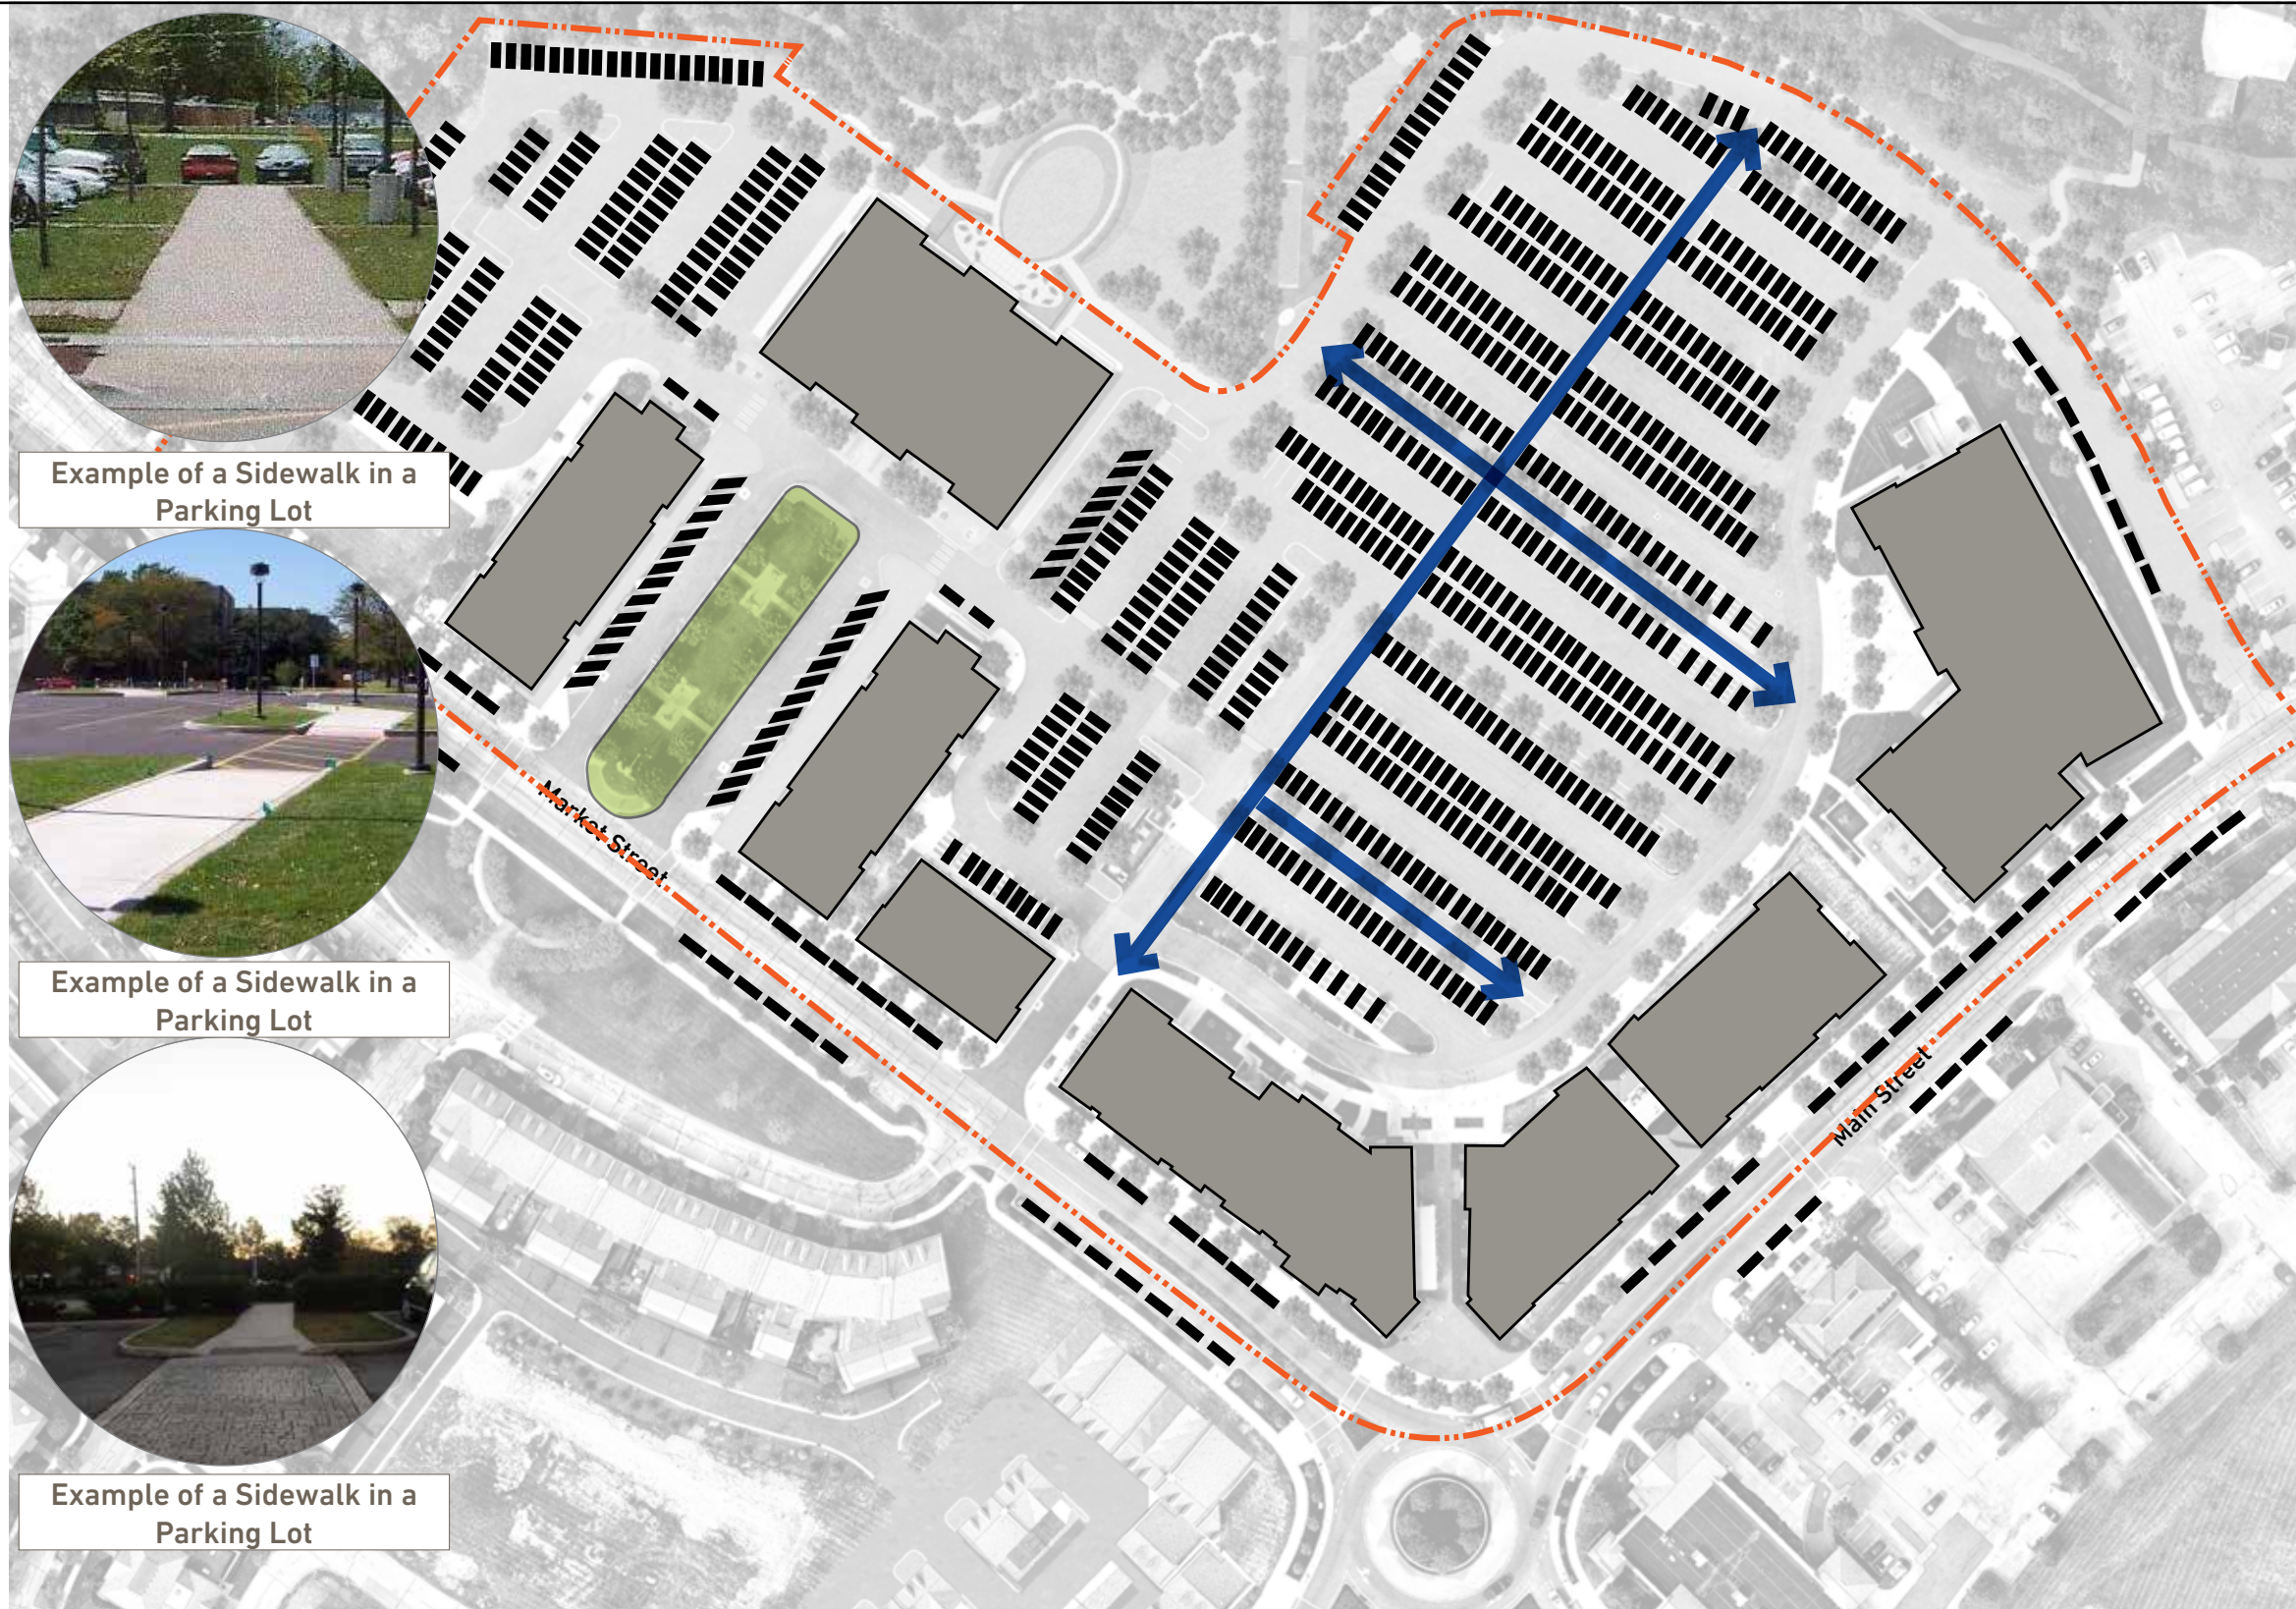 Example of a Sidewalk in a
Parking Lot
Example of a Sidewalk in a
Parking Lot
Example of a Sidewalk in a
Parking Lot
Market Street
Main Street